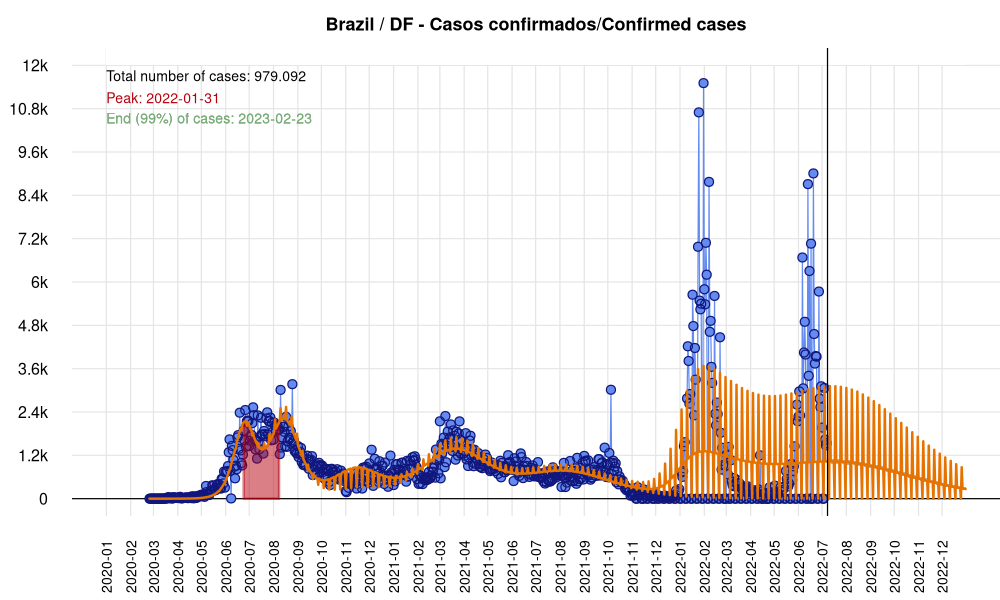 Brazil / DF - Casos confirmados/Confirmed cases
Total number of cases: 979.092
Peak: 2022-01-31
End (99%) of cases: 2023-02-23
12k
10.8k
9.6k
8.4k
7.2k
6k
4.8k
3.6k
2.4k
1.2k
0
2020-01
2020-02
2020-03
2020-04
2020-05
2020-06
2020-07
2020-08
2020-09
2020-10
2020-11
2020-12
2021-01
2021-02
2021-03
2021-04
2021-05
2021-06
2021-07
2021-08
2021-09
2021-10
2021-11
2021-12
2022-01
2022-02
2022-03
2022-04
2022-05
2022-06
2022-07
2022-08
2022-09
2022-10
2022-11
2022-12